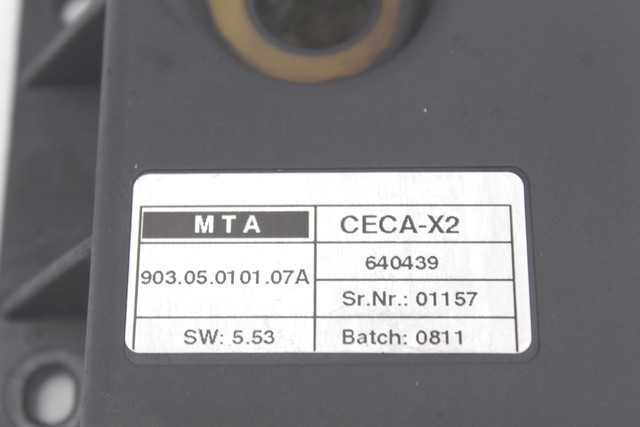 MTA
CECA-X2
903.05.0101.07A
640439
Sr.Nr.: 01157
SW: 5.53
Batch: 0811